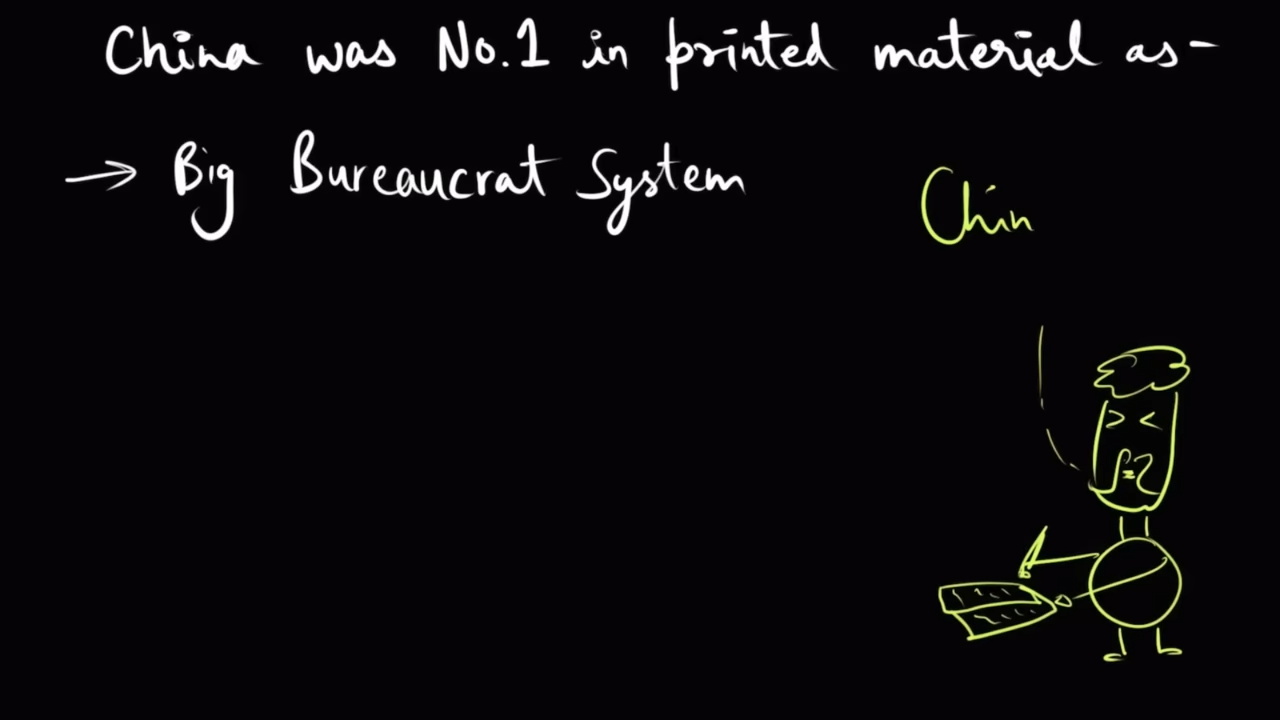 China was No.1 in printed material as-
→ Big Bureaucrat System
Chin